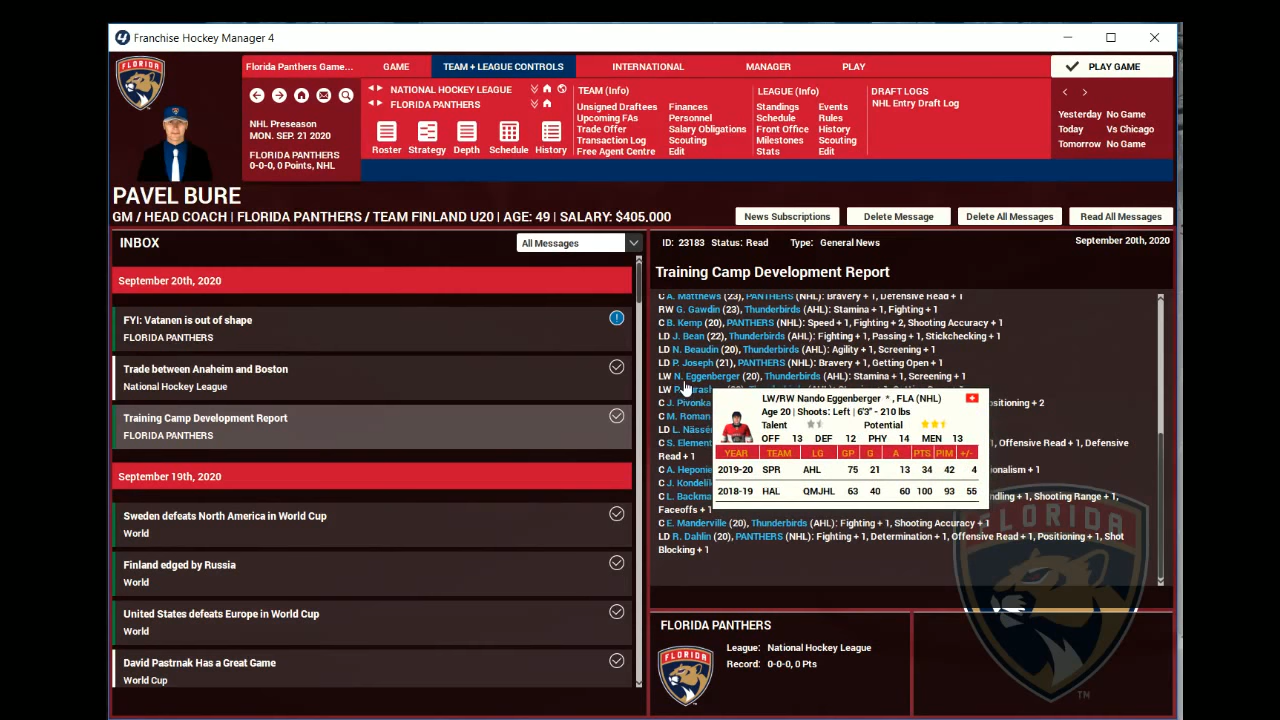 Franchise Hockey Manager 4
Florida Panthers Game...
GAME
TEAM + LEAGUE CONTROLS
INTERNATIONAL
MANAGER
PLAY
PLAY GAME
NATIONAL HOCKEY LEAGUE
FLORIDA PANTHERS
NHL Preseason
MON. SEP. 21 2020
FLORIDA PANTHERS
0-0-0, 0 Points, NHL
Roster
Strategy
Depth
Schedule
History
TEAM (Info)
Unsigned Draftees
Upcoming FAs
Trade Offer
Transaction Log
Free Agent Centre
Finances
Personnel
Salary Obligations
Scouting
Edit
LEAGUE (Info)
Standings
Schedule
Front Office
Milestones
Stats
Events
Rules
History
Scouting
Edit
DRAFT LOGS
NHL Entry Draft Log
Yesterday No Game
Today Vs Chicago
Tomorrow No Game
PAVEL BURE
GM / HEAD COACH | FLORIDA PANTHERS / TEAM FINLAND U20 | AGE: 49 | SALARY: $405.000
News Subscriptions
Delete Message
Delete All Messages
Read All Messages
INBOX
All Messages
September 20th, 2020
FYI: Vatanen is out of shape
FLORIDA PANTHERS
Trade between Anaheim and Boston
National Hockey League
Training Camp Development Report
FLORIDA PANTHERS
September 19th, 2020
Sweden defeats North America in World Cup
World
Finland edged by Russia
World
United States defeats Europe in World Cup
World
David Pastrnak Has a Great Game
World Cup
ID: 23183 Status: Read Type: General News
September 20th, 2020
Training Camp Development Report
C A. Matthews (23), PANTHERS (NHL): Bravery + 1, Defensive Read + 1
RW G. Gawdin (23), Thunderbirds (AHL): Stamina + 1, Fighting + 1
C B. Kemp (20), PANTHERS (NHL): Speed + 1, Fighting + 2, Shooting Accuracy + 1
LD J. Bean (22), Thunderbirds (AHL): Fighting + 1, Passing + 1, Stickchecking + 1
LD N. Beaudin (20), Thunderbirds (AHL): Agility + 1, Screening + 1
LD P. Joseph (21), PANTHERS (NHL): Bravery + 1, Getting Open + 1
LW N. Eggenberger (20), Thunderbirds (AHL): Stamina + 1, Screening + 1
LW
C J. Pivonka
ositioning + 2
C M. Roman
LD L. Nässén
C S. Element
, Offensive Read + 1, Defensive
Read + 1
C A. Heponie
nalism + 1
C J. Kondelík
C L. Backma
ndling + 1, Shooting Range + 1,
Faceoffs + 1
C E. Manderville (20), Thunderbirds (AHL): Fighting + 1, Shooting Accuracy + 1
LD R. Dahlin (20), PANTHERS (NHL): Fighting + 1, Determination + 1, Offensive Read + 1, Positioning + 1, Shot
Blocking + 1
LW/RW Nando Eggenberger * , FLA (NHL)
Age 20 | Shoots: Left | 6'3" - 210 lbs
Talent
Potential
OFF 13 DEF 12 PHY 14 MEN 13
YEAR TEAM LG GP G A PTS PIM +/-
2019-20 SPR AHL 75 21 13 34 42 4
2018-19 HAL QMJHL 63 40 60 100 93 55
FLORIDA PANTHERS
League: National Hockey League
Record: 0-0-0, 0 Pts
FLORIDA
FLORIDA
FLORIDA
TM